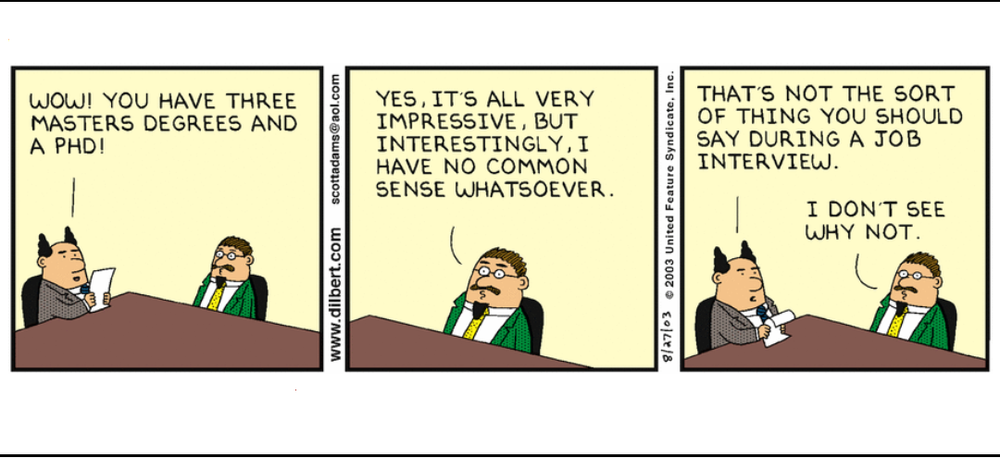 WOW! YOU HAVE THREE
MASTERS DEGREES AND
A PHD!
www.dilbert.com scottadams@aol.com
YES, IT'S ALL VERY
IMPRESSIVE, BUT
INTERESTINGLY, I
HAVE NO COMMON
SENSE WHATSOEVER.
8/27/03 © 2003 United Feature Syndicate, Inc.
THAT'S NOT THE SORT
OF THING YOU SHOULD
SAY DURING A JOB
INTERVIEW.
I DON'T SEE
WHY NOT.